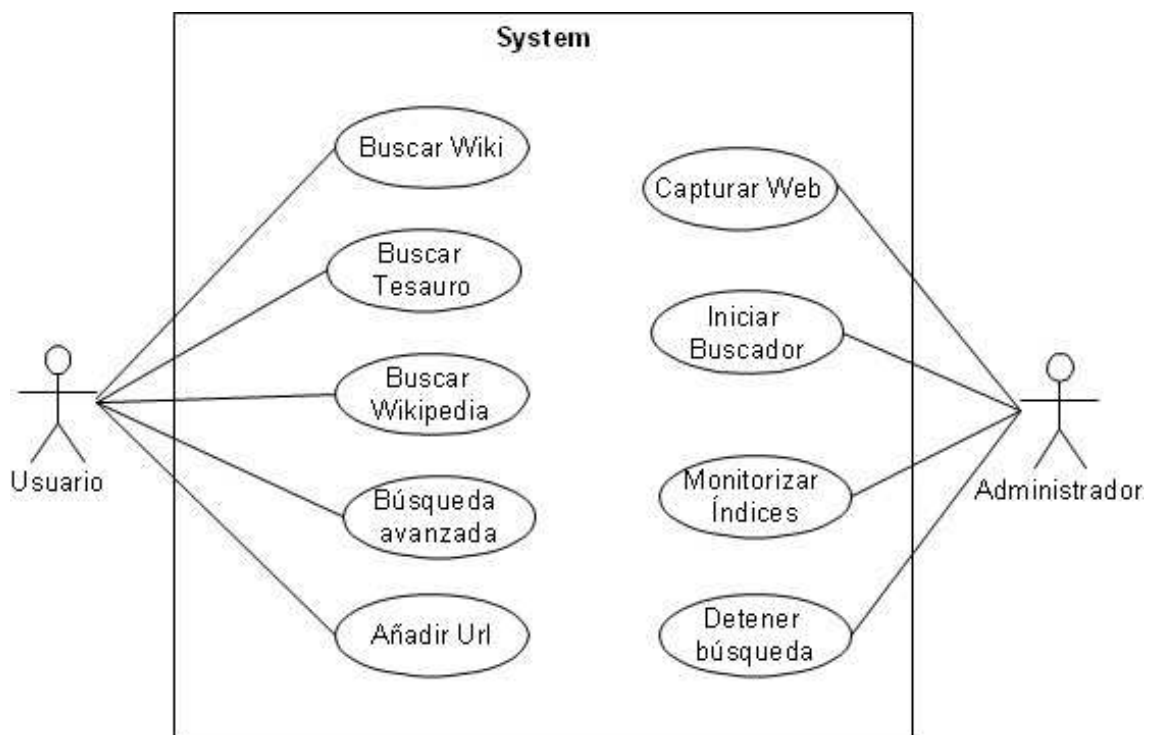 System
Buscar Wiki
Buscar
Tesauro
Buscar
Wikipedia
Búsqueda
avanzada
Añadir Url
Usuario
Capturar Web
Iniciar
Buscador
Monitorizar
Índices
Detener
búsqueda
Administrador